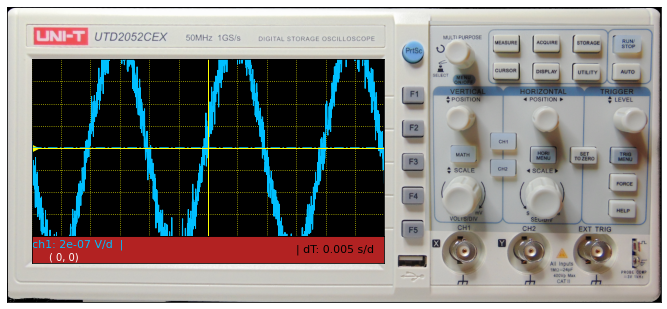 UNI-T UTD2052CEX 50MHz 1GS/s DIGITAL STORAGE OSCILLOSCOPE
ch1: 2e-07 V/d |
( 0, 0)
| dT: 0.005 s/d
PrtSc
F1
F2
F3
F4
F5
MULTI PURPOSE
SELECT
MEASURE ACQUIRE STORAGE RUN/
STOP
CURSOR DISPLAY UTILITY AUTO
VERTICAL HORIZONTAL TRIGGER
POSITION POSITION LEVEL
CH1
MATH HORI
MENU SET
TO ZERO TRIG
MENU
CH2
SCALE SCALE
FORCE
HELP
VOLTS/DIV SEC/DIV
CH1 CH2 EXT TRIG
X Y
All Inputs
CAT II